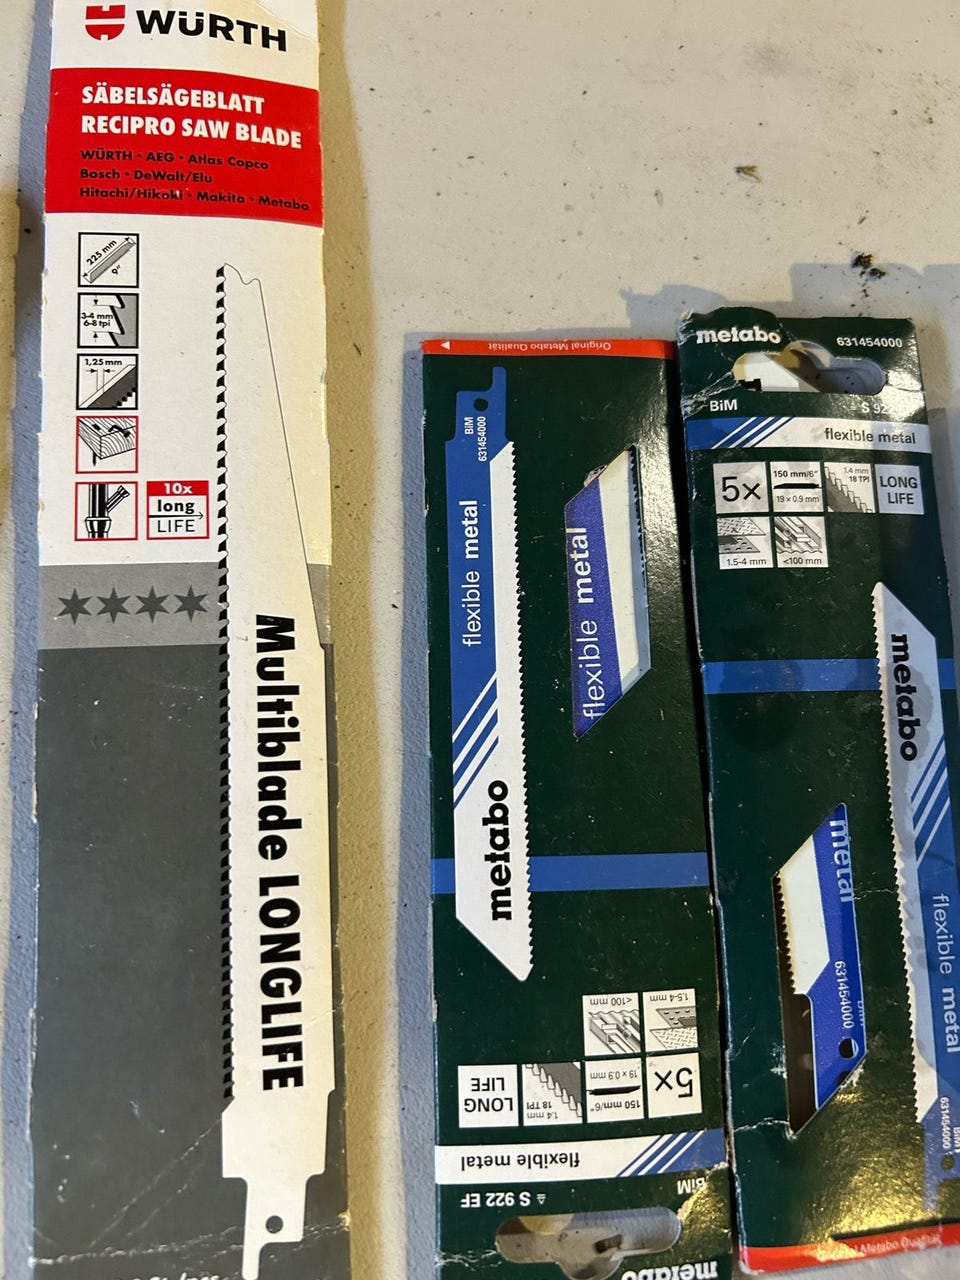 WÜRTH
SÄBELSÄGEBLATT
RECIPRO SAW BLADE
WÜRTH • AEG • Atlas Copco
Bosch • DeWalt/Elu
Hitachi/Hikoki • Makita • Metabo
225 mm
9"
3-4 mm
6-8 tpi
1,25 mm
10x
long
LIFE
Multiblade LONGLIFE
Original Metabo Qualität
BiM
631454000
flexible metal
metabo
flexible metal
<100 mm
1.5-4 mm
LONG
LIFE
1.4 mm
18 TPI
150 mm/6"
19 x 0.9 mm
5x
flexible metal
S 922 EF
BiM
metabo
metabo
631454000
BiM
S 92
flexible metal
5x
150 mm/6"
19 x 0.9 mm
1.4 mm
18 TPI
LONG
LIFE
1.5-4 mm
<100 mm
metabo
flexible metal
631454000
BiM
metal
631454000
Metabo Qualität